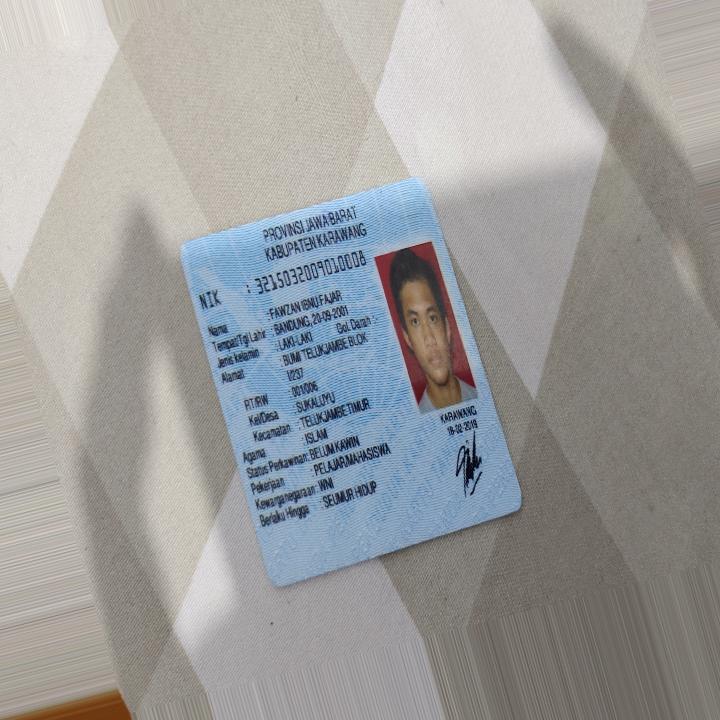 PROVINSI JAWA BARAT
KABUPATEN KARAWANG
NIK : 3215032009010008
Nama : FAWZAN IBNU FAJAR
Tempat/Tgl Lahir : BANDUNG, 20-09-2001
Jenis kelamin : LAKI-LAKI Gol. Darah : -
Alamat : BUMI TELUKJAMBE BLOK
I/237
RT/RW : 001/006
Kel/Desa : SUKALUYU
Kecamatan : TELUKJAMBE TIMUR
Agama : ISLAM
Status Perkawinan: BELUM KAWIN
Pekerjaan : PELAJAR/MAHASISWA
Kewarganegaraan: WNI
Berlaku Hingga : SEUMUR HIDUP
KARAWANG
18-02-2019